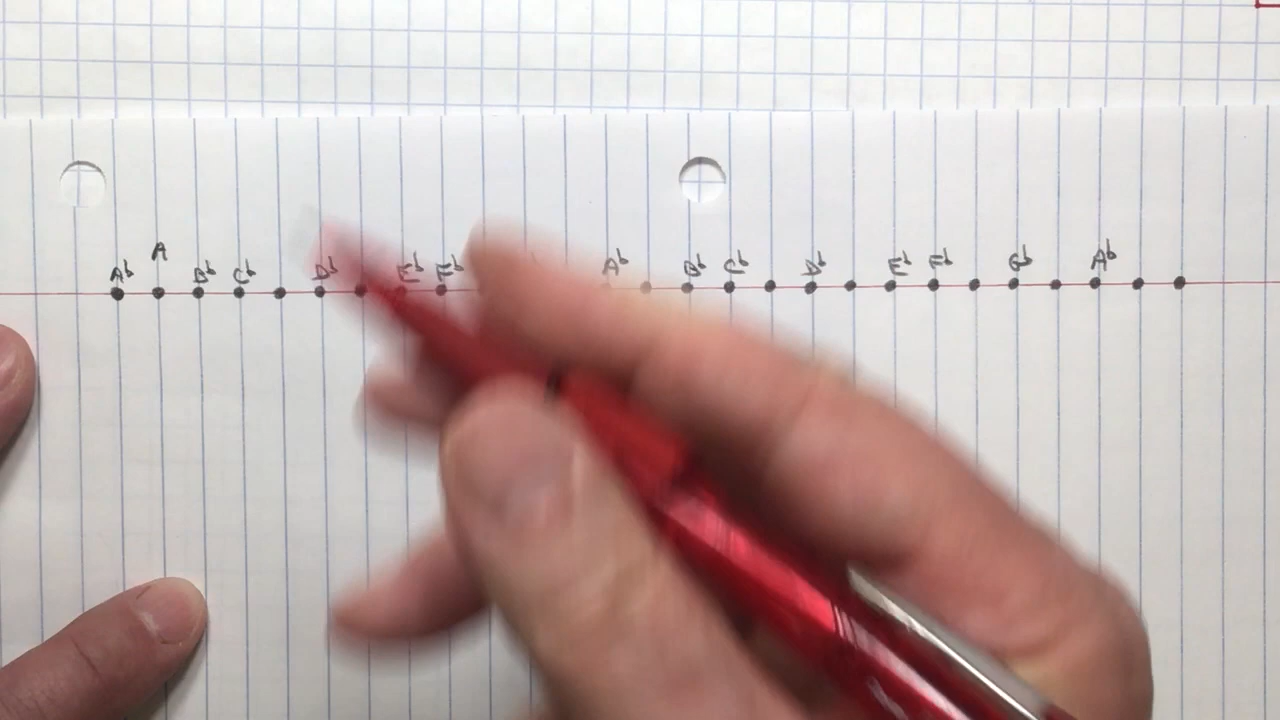 A♭ A B♭ C♭ D♭ E♭ F♭ A♭ B♭ C♭ D♭ E♭ F♭ G♭ A♭